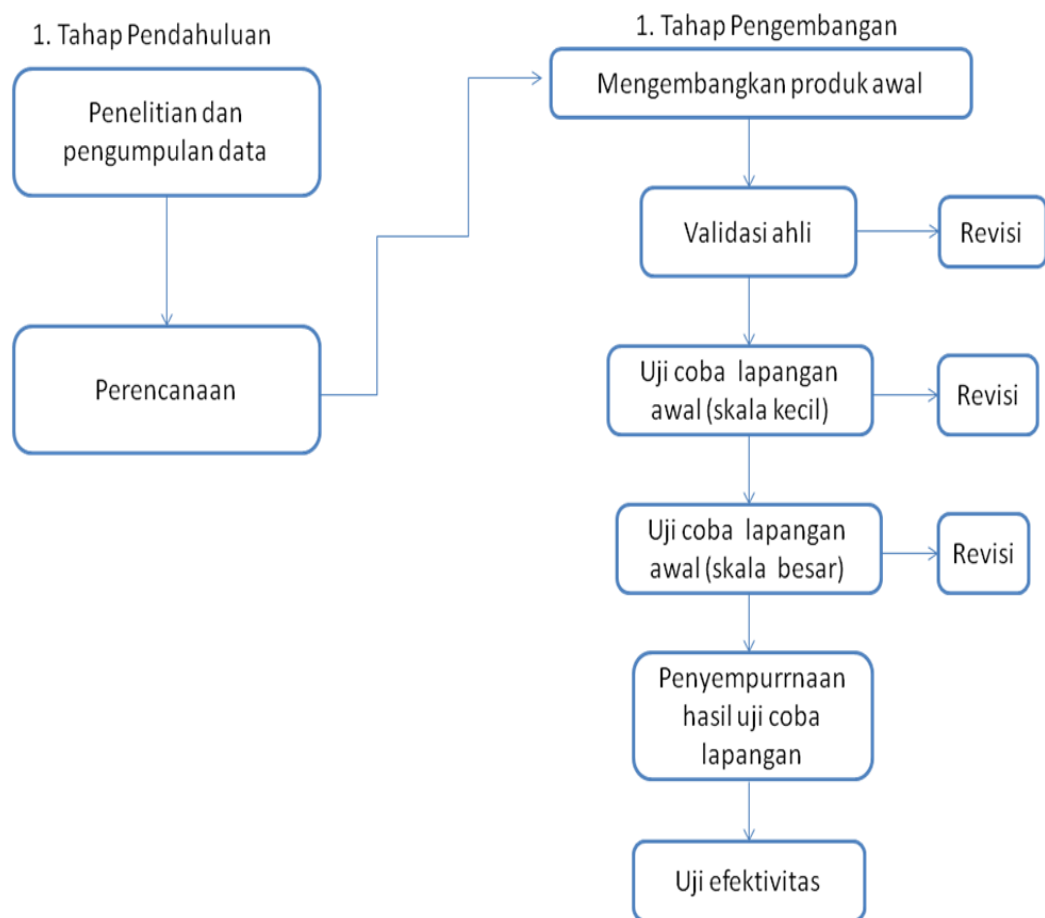 1. Tahap Pendahuluan
Penelitian dan
pengumpulan data
Perencanaan
1. Tahap Pengembangan
Mengembangkan produk awal
Validasi ahli
Revisi
Uji coba lapangan
awal (skala kecil)
Revisi
Uji coba lapangan
awal (skala besar)
Revisi
Penyempurrnaan
hasil uji coba
lapangan
Uji efektivitas